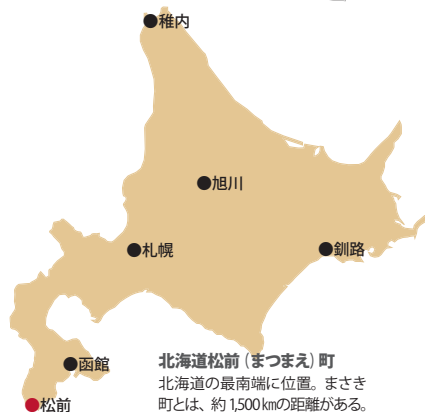 稚内
旭川
札幌
釧路
函館
松前
北海道松前（まつまえ）町
北海道の最南端に位置。まさき
町とは、約1,500kmの距離がある。